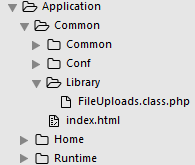 Application
Common
Common
Conf
Library
FileUploads.class.php
index.html
Home
Runtime